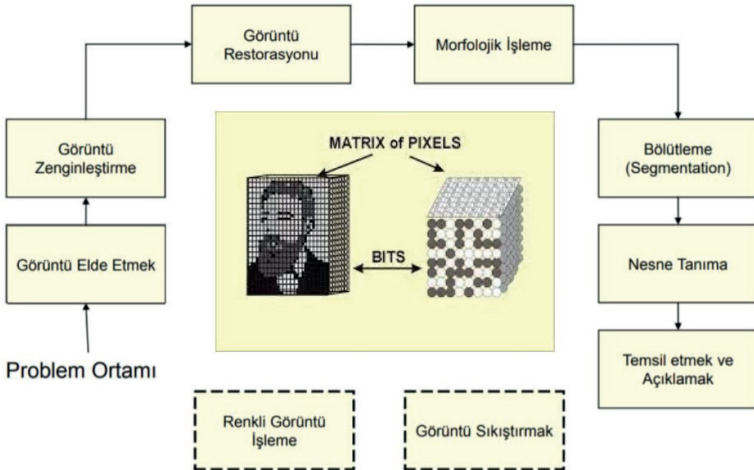 Görüntü
Restorasyonu
Morfolojik İşleme
Görüntü
Zenginleştirme
MATRIX of PIXELS
Bölütleme
(Segmentation)
Görüntü Elde Etmek
BITS
Nesne Tanıma
Problem Ortamı
Temsil etmek ve
Açıklamak
Renkli Görüntü
İşleme
Görüntü Sıkıştırmak